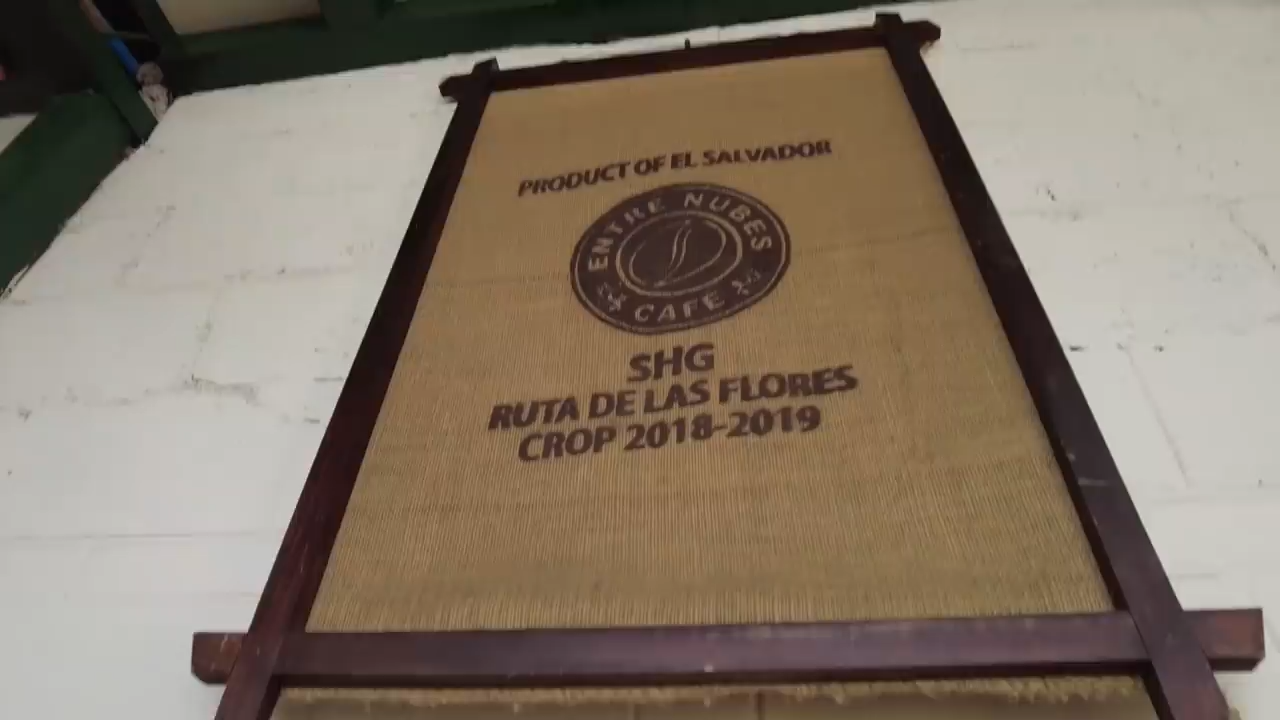 PRODUCT OF EL SALVADOR
ENTRE NUBES
CAFE
SHG
RUTA DE LAS FLORES
CROP 2018-2019